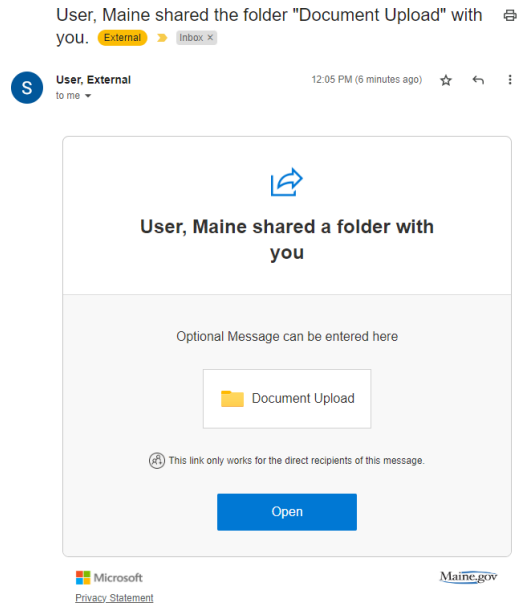 User, Maine shared the folder "Document Upload" with
you. External Inbox ×
S
User, External 12:05 PM (6 minutes ago)
to me
User, Maine shared a folder with
you
Optional Message can be entered here
Document Upload
This link only works for the direct recipients of this message.
Open
Microsoft Maine.gov
Privacy Statement